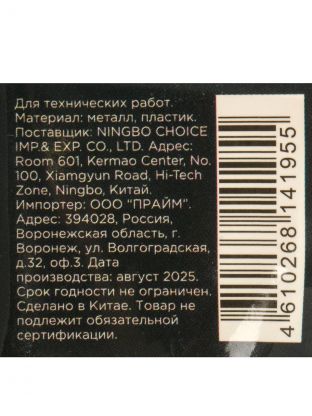 Для технических работ.
Материал: металл, пластик.
Поставщик: NINGBO CHOICE
IMP.& EXP. CO., LTD. Адрес:
Room 601, Kermao Center, No.
100, Xiamgyun Road, Hi-Tech
Zone, Ningbo, Китай.
Импортер: ООО "ПРАЙМ".
Адрес: 394028, Россия,
Воронежская область, г.
Воронеж, ул. Волгоградская,
д.32, оф.3. Дата
производства: август 2025.
Срок годности не ограничен.
Сделано в Китае. Товар не
подлежит обязательной
сертификации.
4 610268 141955